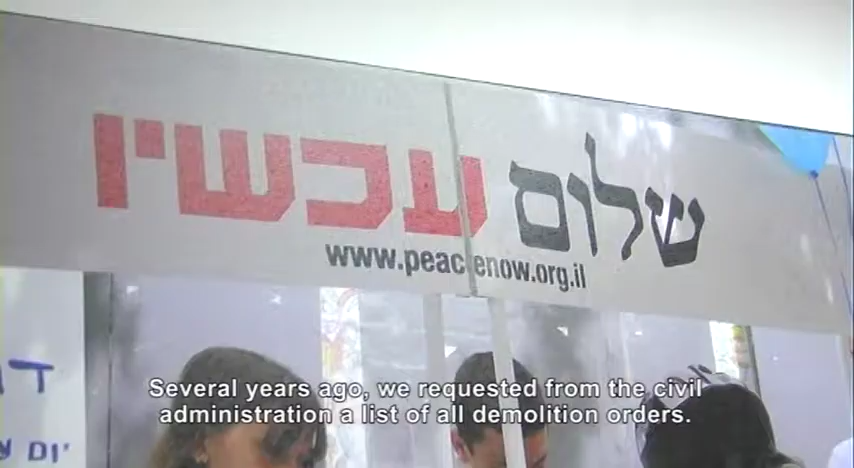 שלום עכשיו
www.peacenow.org.il
יום
Several years ago, we requested from the civil
administration a list of all demolition orders.